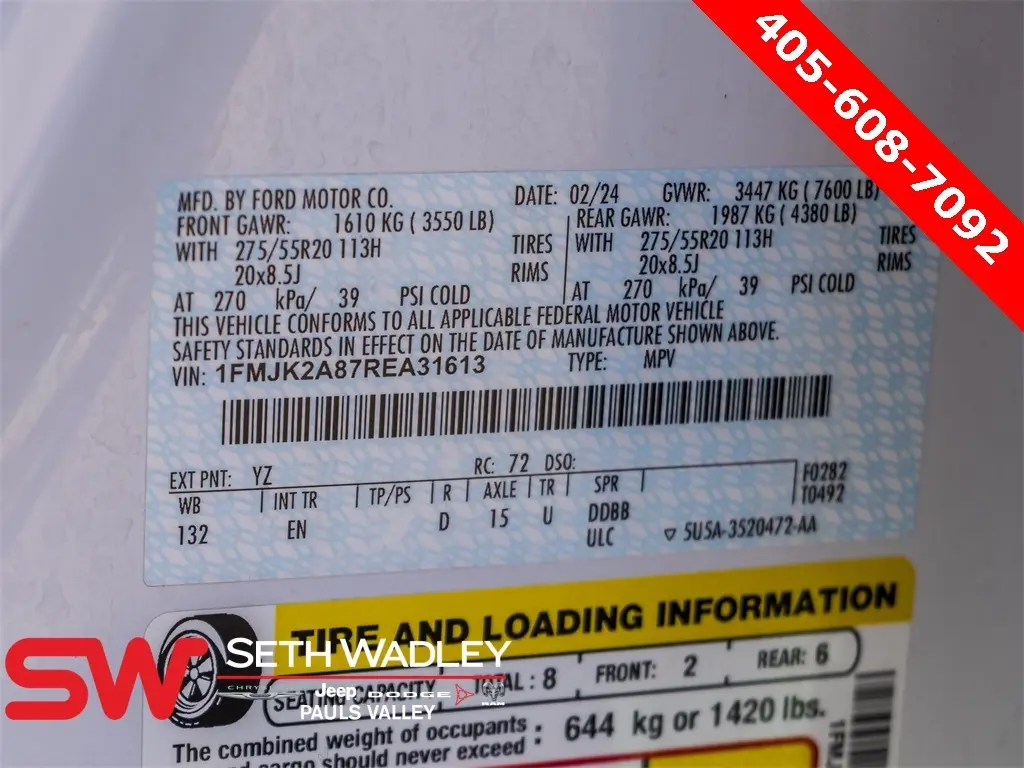 405-608-7092
MFD. BY FORD MOTOR CO. DATE: 02/24 GVWR: 3447 KG ( 7600 LB)
FRONT GAWR: 1610 KG ( 3550 LB) REAR GAWR: 1987 KG ( 4380 LB)
WITH 275/55R20 113H TIRES WITH 275/55R20 113H TIRES
20x8.5J RIMS 20x8.5J RIMS
AT 270 kPa/ 39 PSI COLD AT 270 kPa/ 39 PSI COLD
THIS VEHICLE CONFORMS TO ALL APPLICABLE FEDERAL MOTOR VEHICLE
SAFETY STANDARDS IN EFFECT ON THE DATE OF MANUFACTURE SHOWN ABOVE.
VIN: 1FMJK2A87REA31613 TYPE: MPV
EXT PNT: YZ RC: 72 DSO: F0282
WB INT TR TP/PS R AXLE TR SPR T0492
132 EN D 15 U DDBB
ULC 5U5A-3520472-AA
TIRE AND LOADING INFORMATION
SEATING CAPACITY TOTAL : 8 FRONT: 2 REAR: 6
The combined weight of occupants : 644 kg or 1420 lbs.
cargo should never exceed
1FM
SW
SETH WADLEY
CHRYSLER Jeep DODGE RAM
PAULS VALLEY